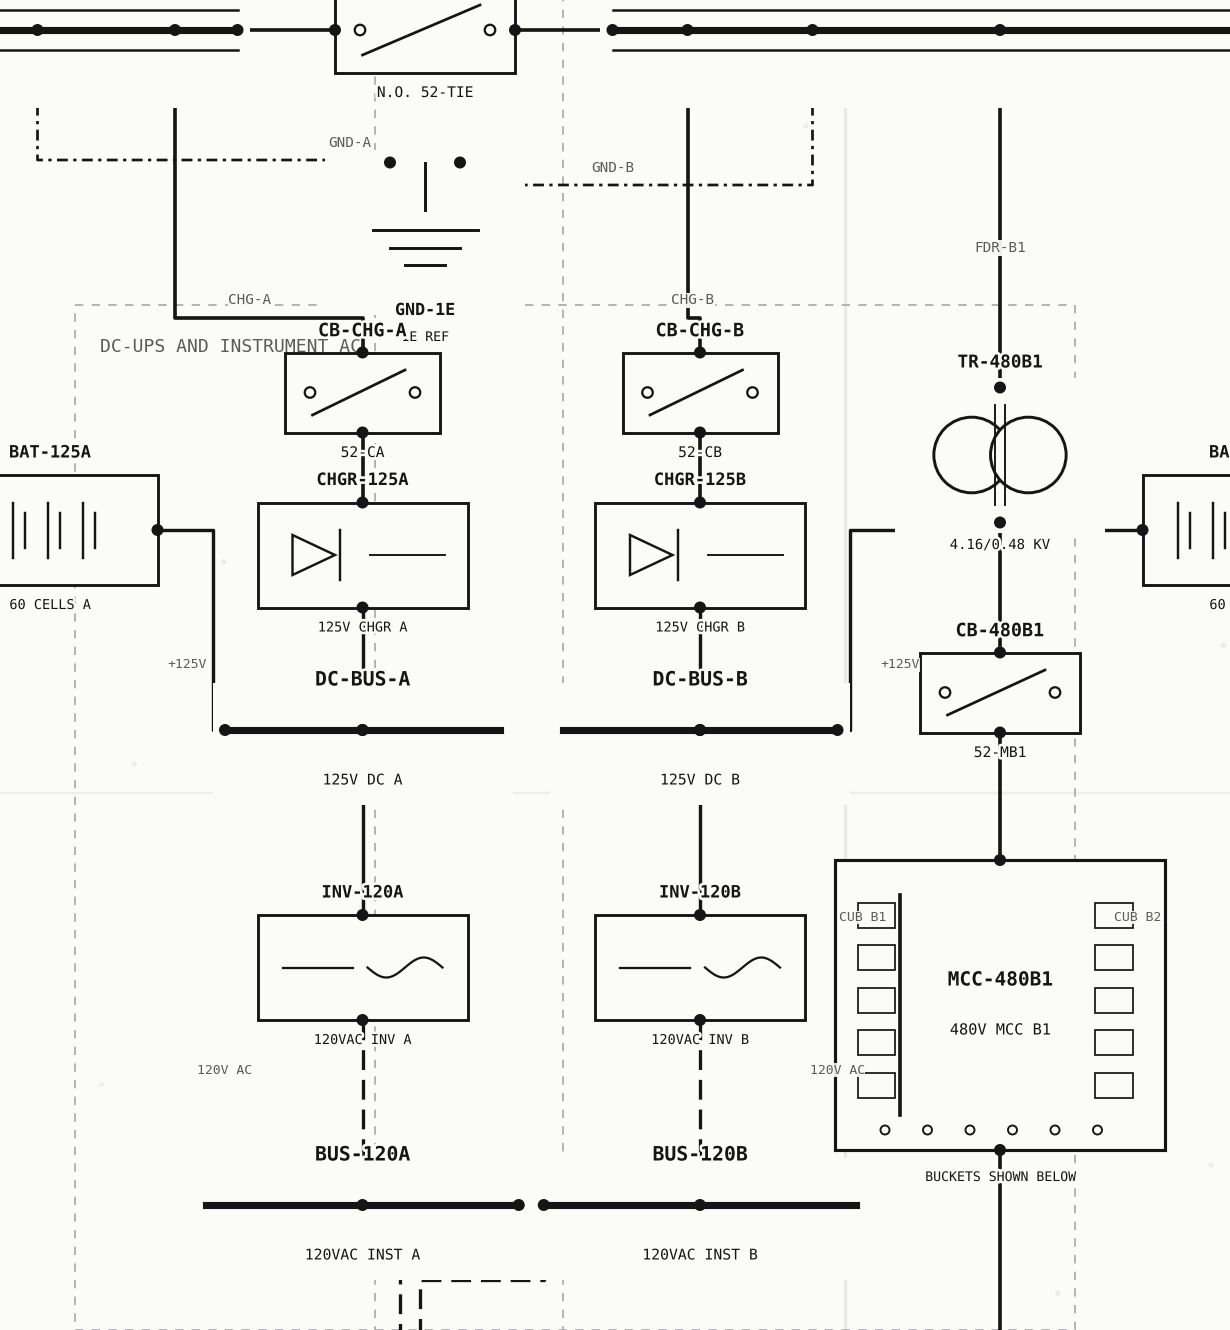 N.O. 52-TIE
GND-A
GND-B
FDR-B1
CHG-A
CHG-B
GND-1E
CB-CHG-A
1E REF
CB-CHG-B
DC-UPS AND INSTRUMENT AC
TR-480B1
BAT-125A
52-CA
52-CB
BA
CHGR-125A
CHGR-125B
4.16/0.48 KV
60 CELLS A
60
125V CHGR A
125V CHGR B
CB-480B1
+125V
+125V
DC-BUS-A
DC-BUS-B
52-MB1
125V DC A
125V DC B
INV-120A
INV-120B
CUB B1
CUB B2
MCC-480B1
480V MCC B1
120VAC INV A
120VAC INV B
120V AC
120V AC
BUS-120A
BUS-120B
BUCKETS SHOWN BELOW
120VAC INST A
120VAC INST B